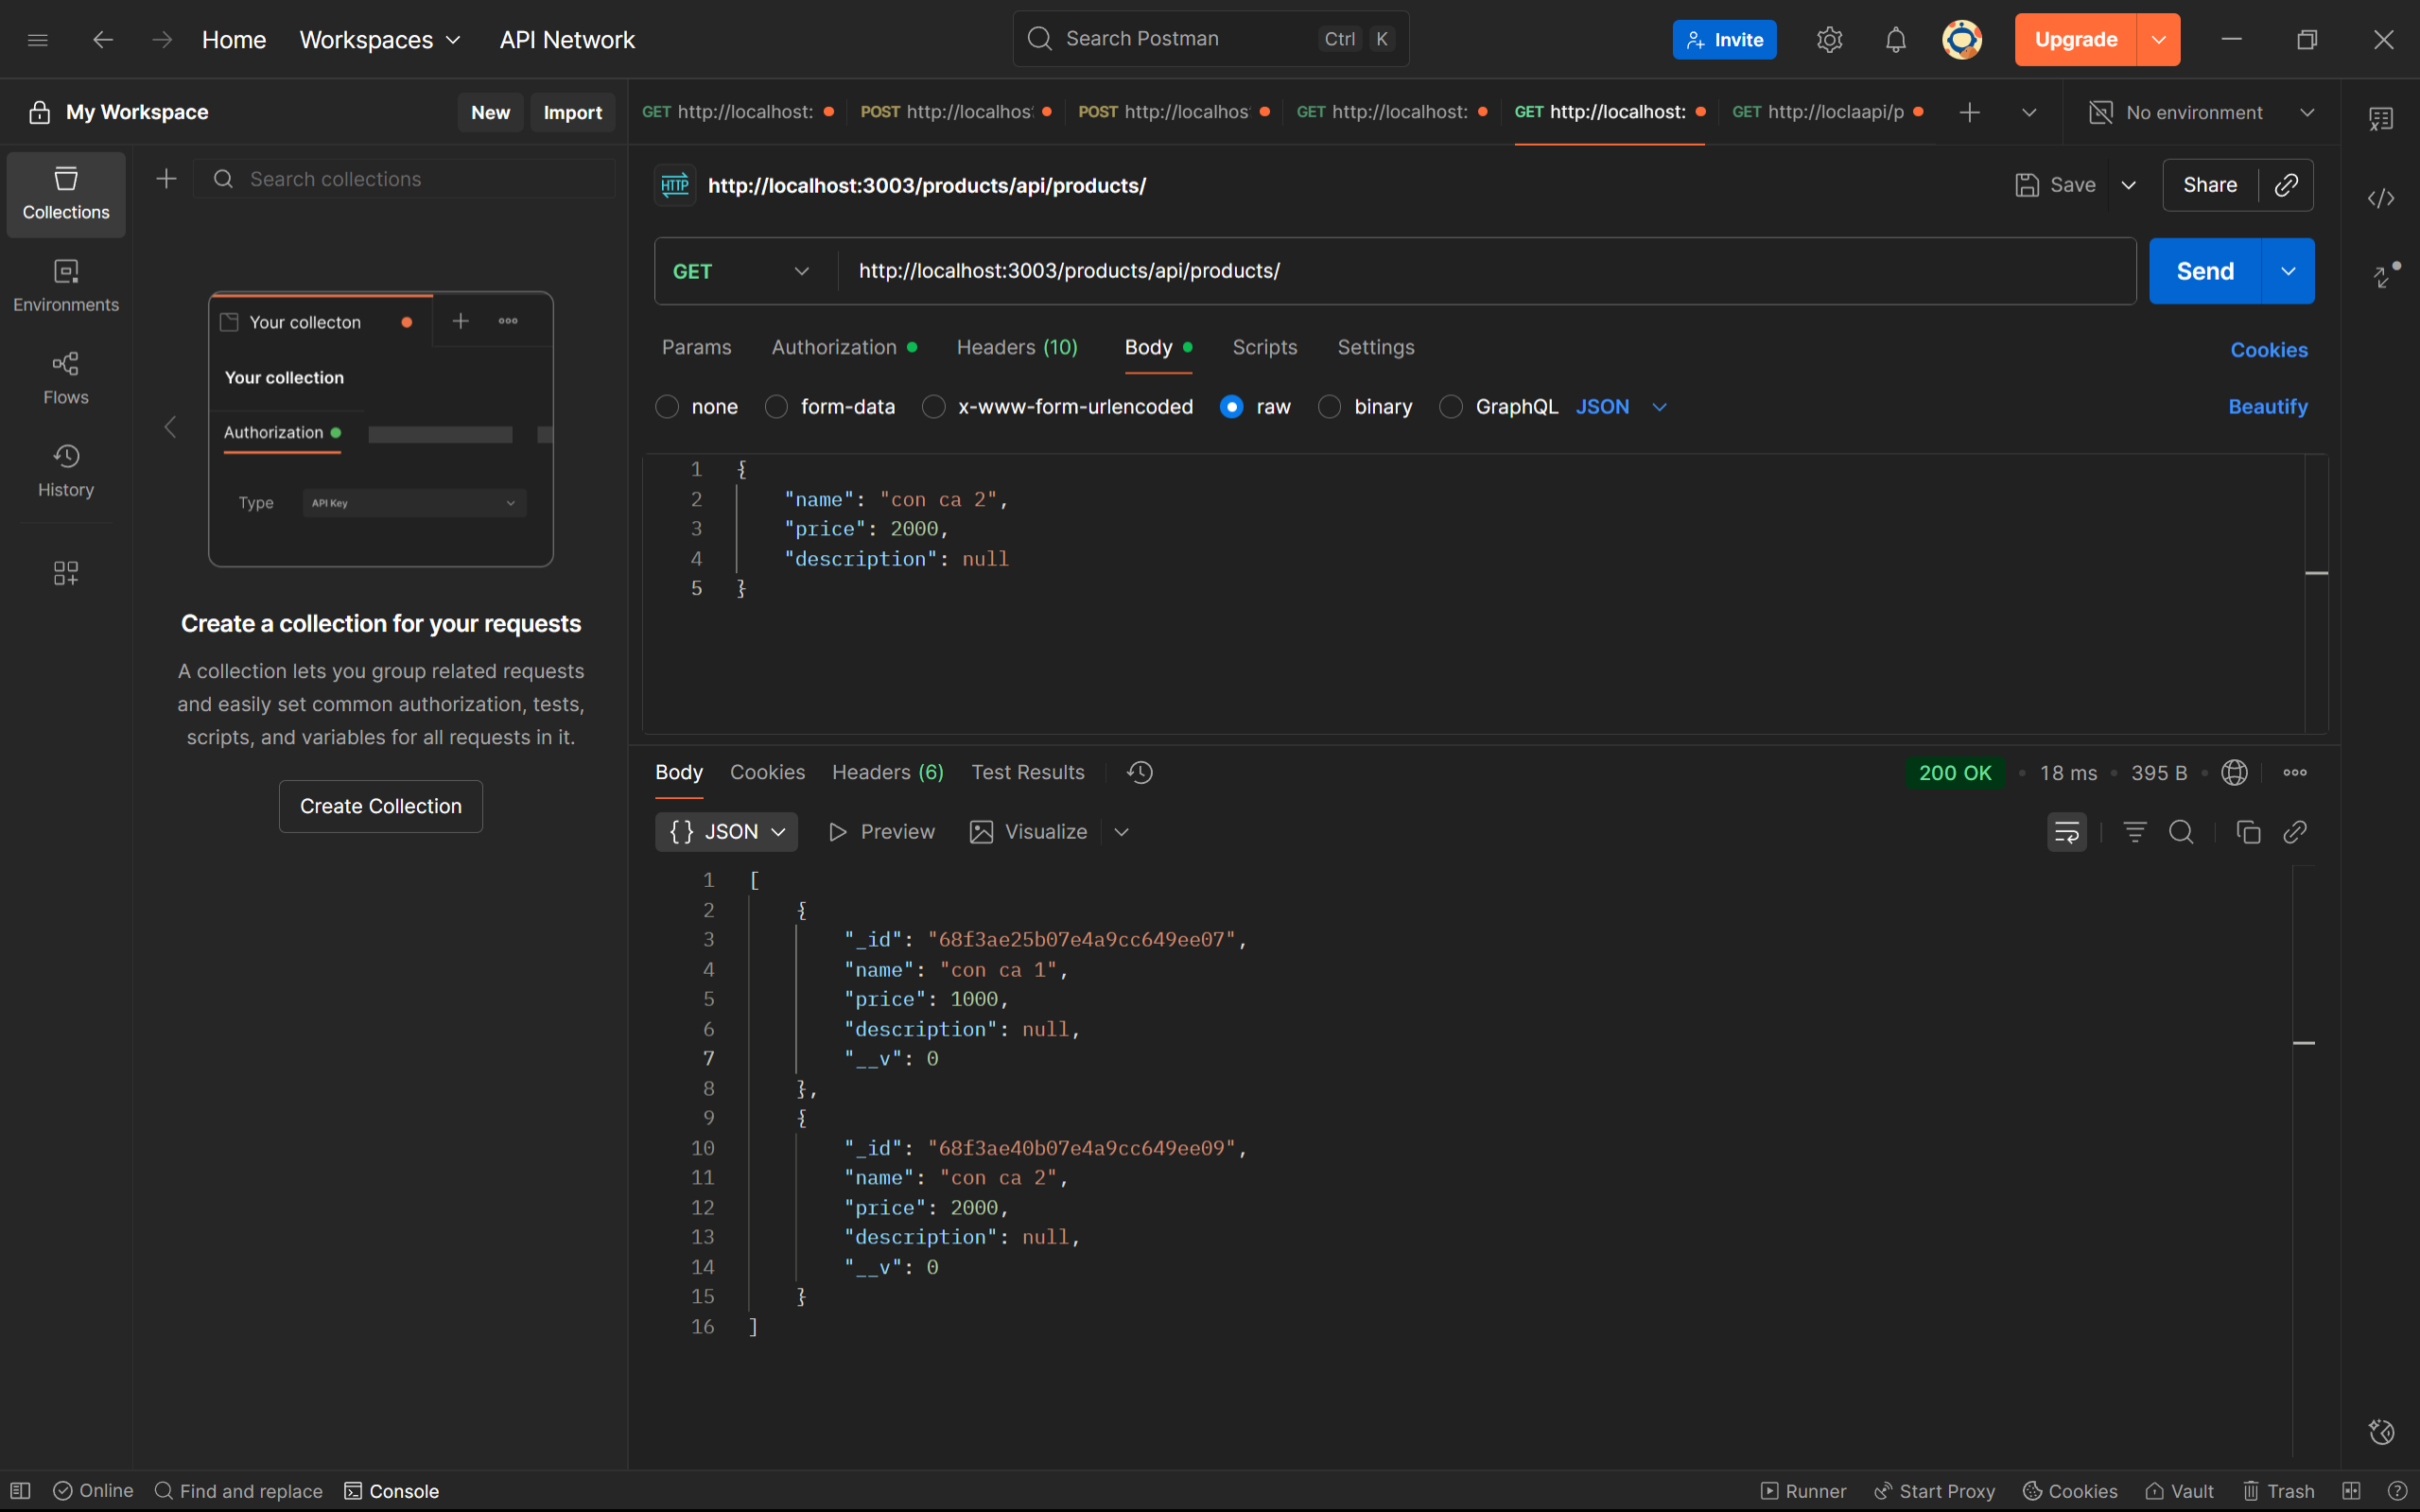 Home Workspaces API Network Search Postman Ctrl K Invite Upgrade
My Workspace New Import GET http://localhost: POST http://localhos POST http://localhos GET http://localhost: GET http://localhost: GET http://loclaapi/p No environment
Collections
Environments
Flows
History
Search collections
Your collecton
Your collection
Authorization
Type API Key
Create a collection for your requests
A collection lets you group related requests
and easily set common authorization, tests,
scripts, and variables for all requests in it.
Create Collection
HTTP http://localhost:3003/products/api/products/ Save Share
GET http://localhost:3003/products/api/products/ Send
Params Authorization Headers (10) Body Scripts Settings Cookies
none form-data x-www-form-urlencoded raw binary GraphQL JSON Beautify
1 {
2 "name": "con ca 2",
3 "price": 2000,
4 "description": null
5 }
Body Cookies Headers (6) Test Results 200 OK 18 ms 395 B
{} JSON Preview Visualize
1 [
2 {
3 "_id": "68f3ae25b07e4a9cc649ee07",
4 "name": "con ca 1",
5 "price": 1000,
6 "description": null,
7 "__v": 0
8 },
9 {
10 "_id": "68f3ae40b07e4a9cc649ee09",
11 "name": "con ca 2",
12 "price": 2000,
13 "description": null,
14 "__v": 0
15 }
16 ]
Online Find and replace Console Runner Start Proxy Cookies Vault Trash